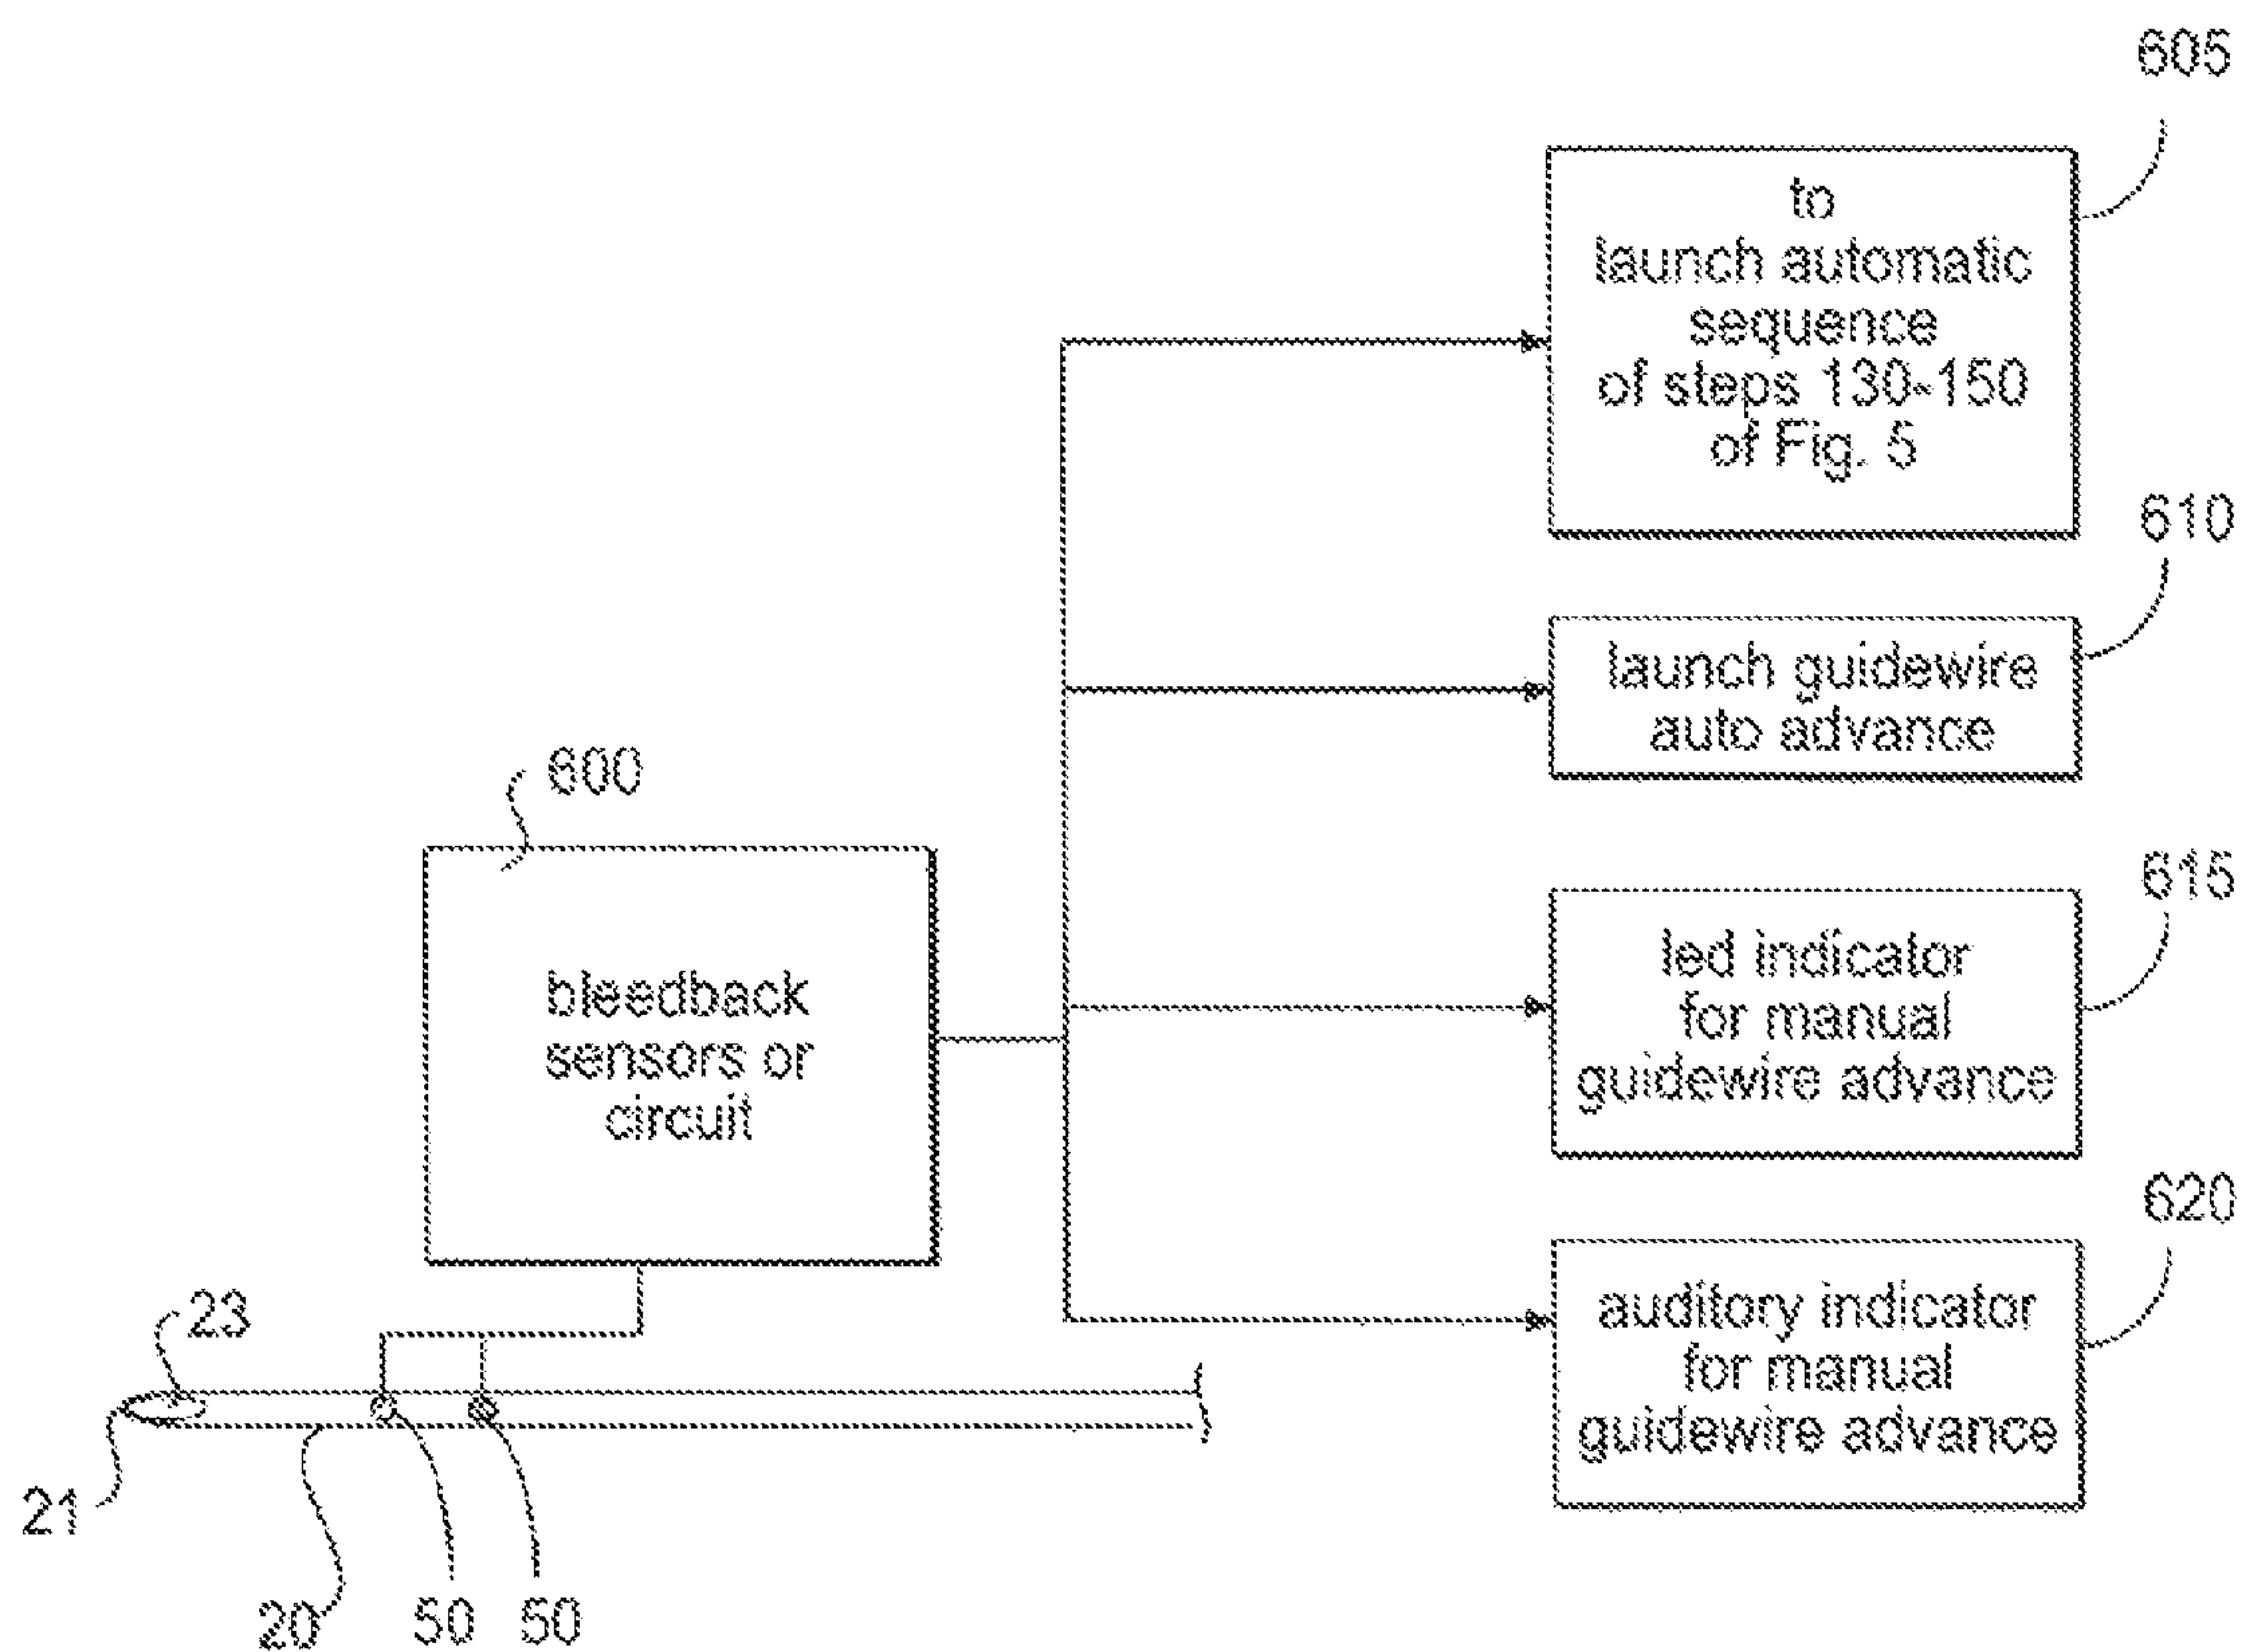 605
to
launch automatic
sequence
of steps 130-150
of Fig. 5
610
launch guidewire
auto advance
600
bleedback
sensors or
circuit
615
led indicator
for manual
guidewire advance
620
auditory indicator
for manual
guidewire advance
23
21
20
50
50